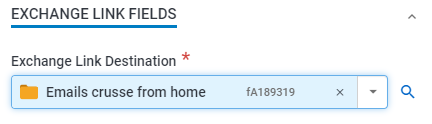 EXCHANGE LINK FIELDS
Exchange Link Destination *
Emails crusse from home fA189319